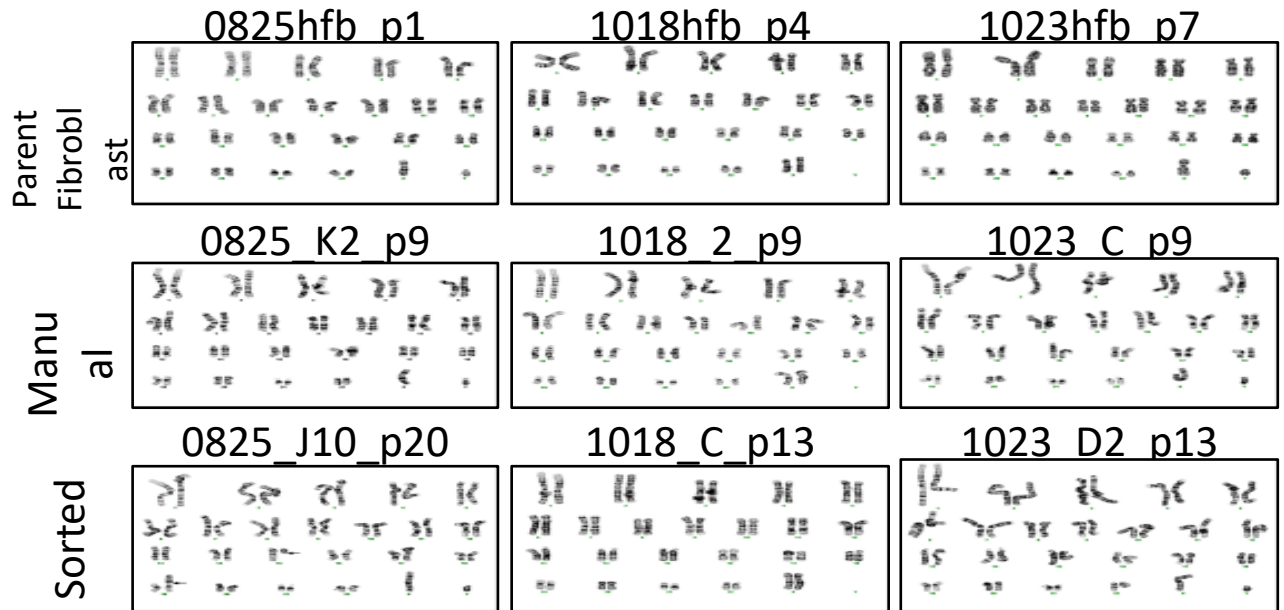 0825hfb_p1 1018hfb_p4 1023hfb_p7
Parent
Fibrobl
ast
0825_K2_p9 1018_2_p9 1023_C_p9
Manu
al
0825_J10_p20 1018_C_p13 1023_D2_p13
Sorted